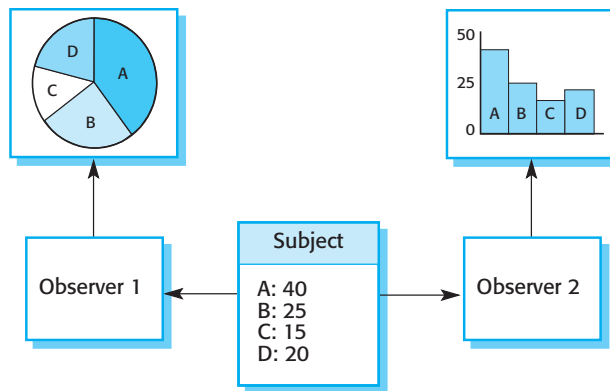 D
A
C
B
50
25
0
A B C D
Observer 1
Subject
A: 40
B: 25
C: 15
D: 20
Observer 2